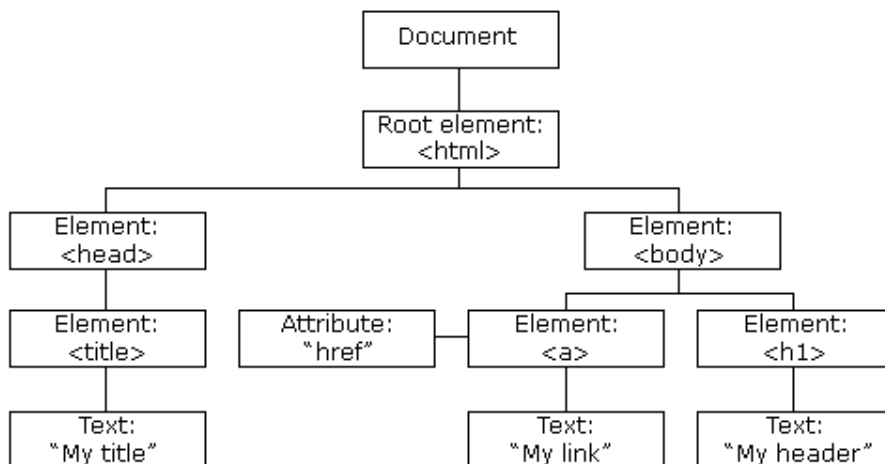 Document
Root element:
<html>
Element:
<head>
Element:
<body>
Element:
<title>
Attribute:
“href”
Element:
<a>
Element:
<h1>
Text:
“My title”
Text:
“My link”
Text:
“My header”